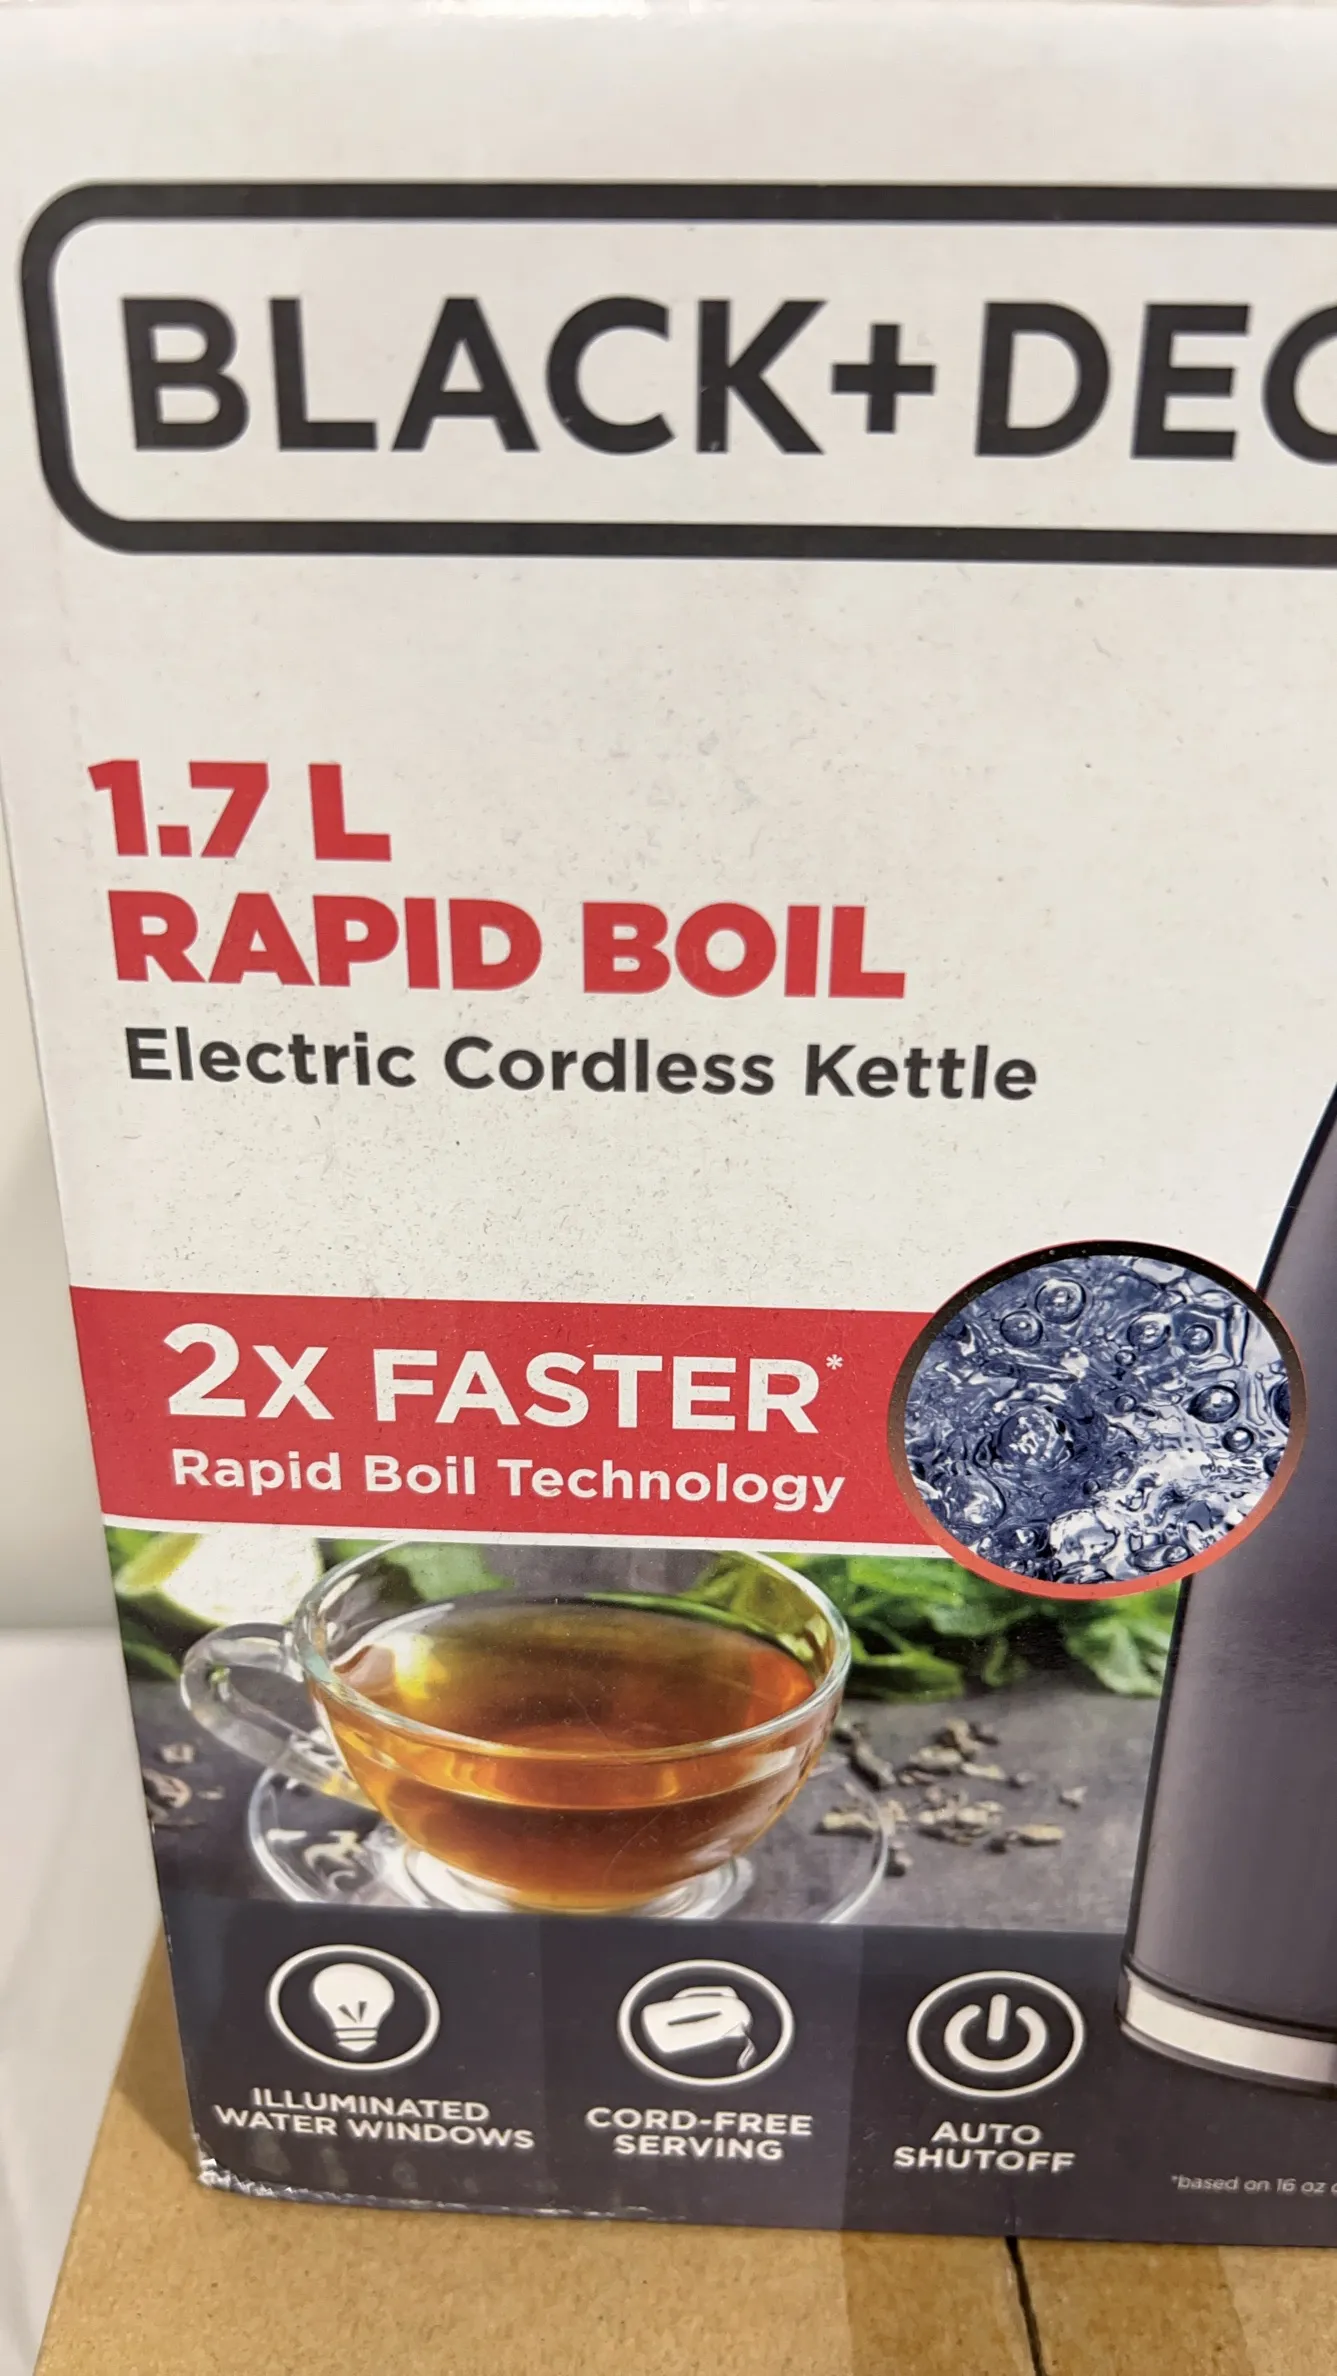 BLACK+DEC
1.7 L
RAPID BOIL
Electric Cordless Kettle
2X FASTER*
Rapid Boil Technology
ILLUMINATED
WATER WINDOWS
CORD-FREE
SERVING
AUTO
SHUTOFF
*based on 16 oz